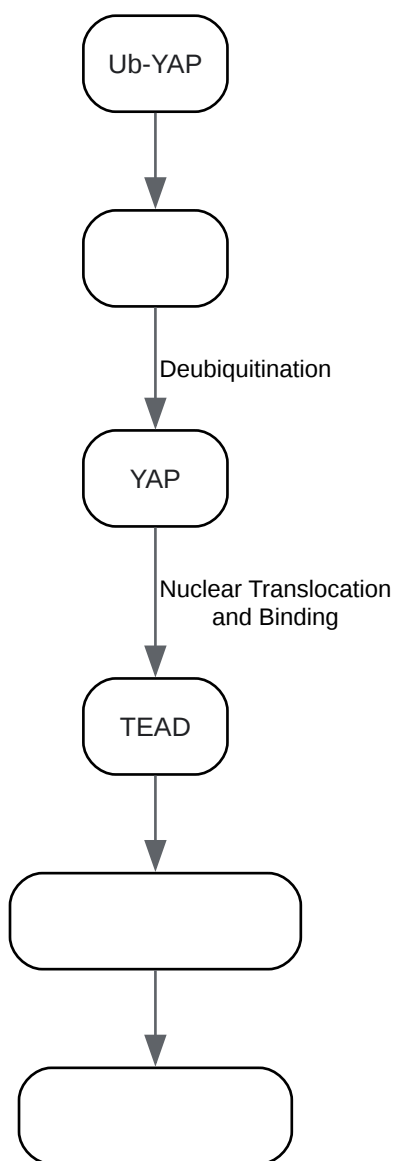 Ub-YAP
Deubiquitination
YAP
Nuclear Translocation
and Binding
TEAD